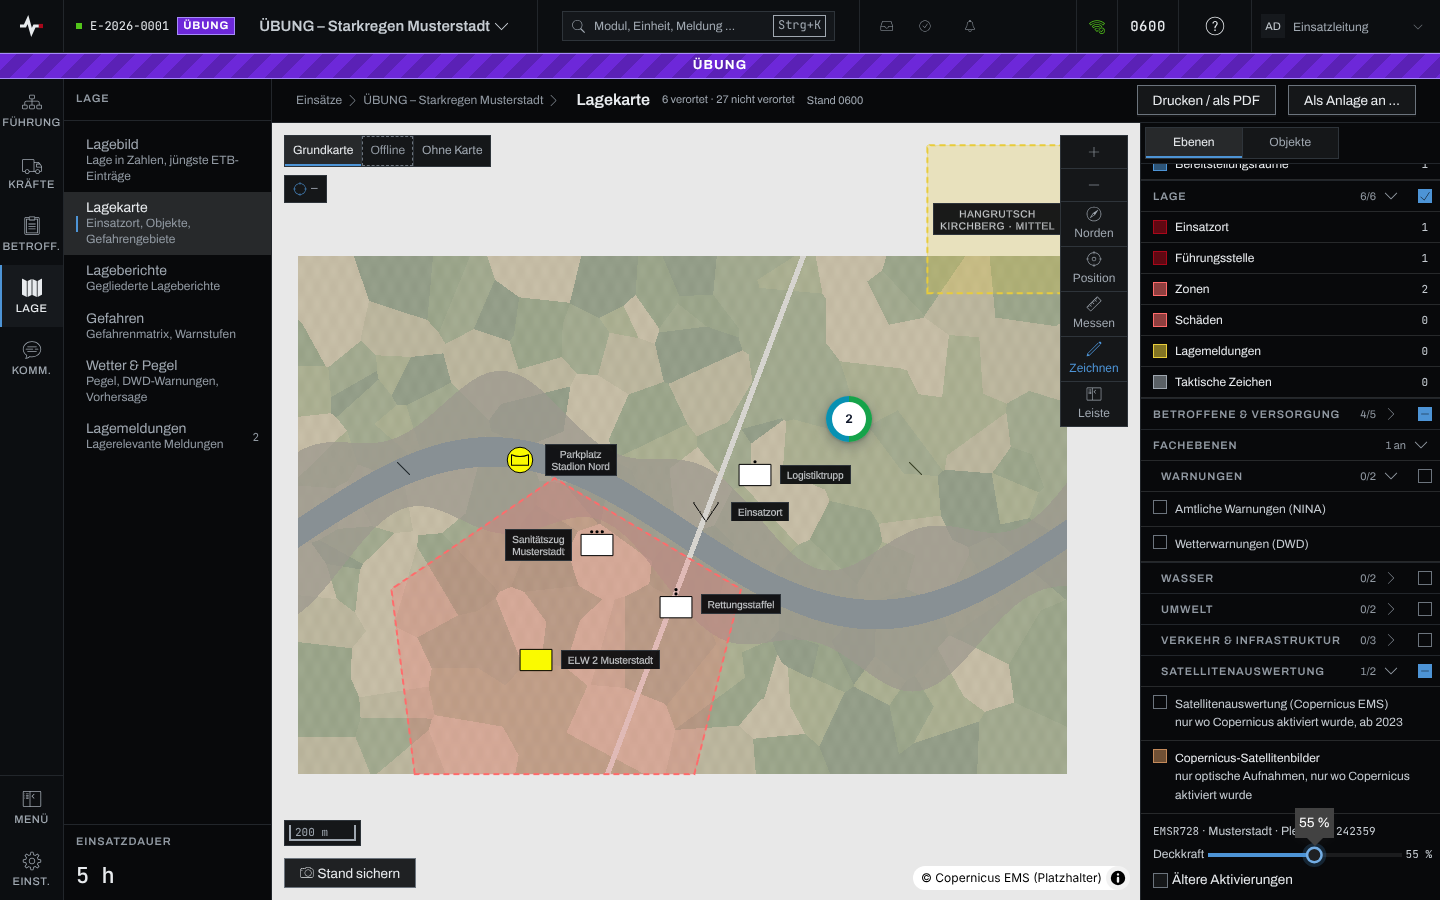 E-2026-0001 ÜBUNG ÜBUNG – Starkregen Musterstadt
Modul, Einheit, Meldung ... Strg+K
0600
AD Einsatzleitung
ÜBUNG
FÜHRUNG
KRÄFTE
BETROFF.
LAGE
KOMM.
MENÜ
EINST.
LAGE
Lagebild
Lage in Zahlen, jüngste ETB-
Einträge
Lagekarte
Einsatzort, Objekte,
Gefahrengebiete
Lageberichte
Gegliederte Lageberichte
Gefahren
Gefahrenmatrix, Warnstufen
Wetter & Pegel
Pegel, DWD-Warnungen,
Vorhersage
Lagemeldungen
Lagerelevante Meldungen 2
EINSATZDAUER
5 h
Einsätze ÜBUNG – Starkregen Musterstadt Lagekarte 6 verortet · 27 nicht verortet Stand 0600
Drucken / als PDF Als Anlage an ...
Grundkarte Offline Ohne Karte
–
HANGRUTSCH
KIRCHBERG · MITTEL
+
−
Norden
Position
Messen
Zeichnen
Leiste
2
Parkplatz
Stadion Nord
Logistiktrupp
Einsatzort
Sanitätszug
Musterstadt
Rettungsstaffel
ELW 2 Musterstadt
200 m
Stand sichern
© Copernicus EMS (Platzhalter)
Ebenen Objekte
Bereitstellungsräume 1
LAGE 6/6
Einsatzort 1
Führungsstelle 1
Zonen 2
Schäden 0
Lagemeldungen 0
Taktische Zeichen 0
BETROFFENE & VERSORGUNG 4/5
FACHEBENEN 1 an
WARNUNGEN 0/2
Amtliche Warnungen (NINA)
Wetterwarnungen (DWD)
WASSER 0/2
UMWELT 0/2
VERKEHR & INFRASTRUKTUR 0/3
SATELLITENAUSWERTUNG 1/2
Satellitenauswertung (Copernicus EMS)
nur wo Copernicus aktiviert wurde, ab 2023
Copernicus-Satellitenbilder
nur optische Aufnahmen, nur wo Copernicus
aktiviert wurde
55 %
EMSR728 · Musterstadt · 242359
Deckkraft 55 %
Ältere Aktivierungen